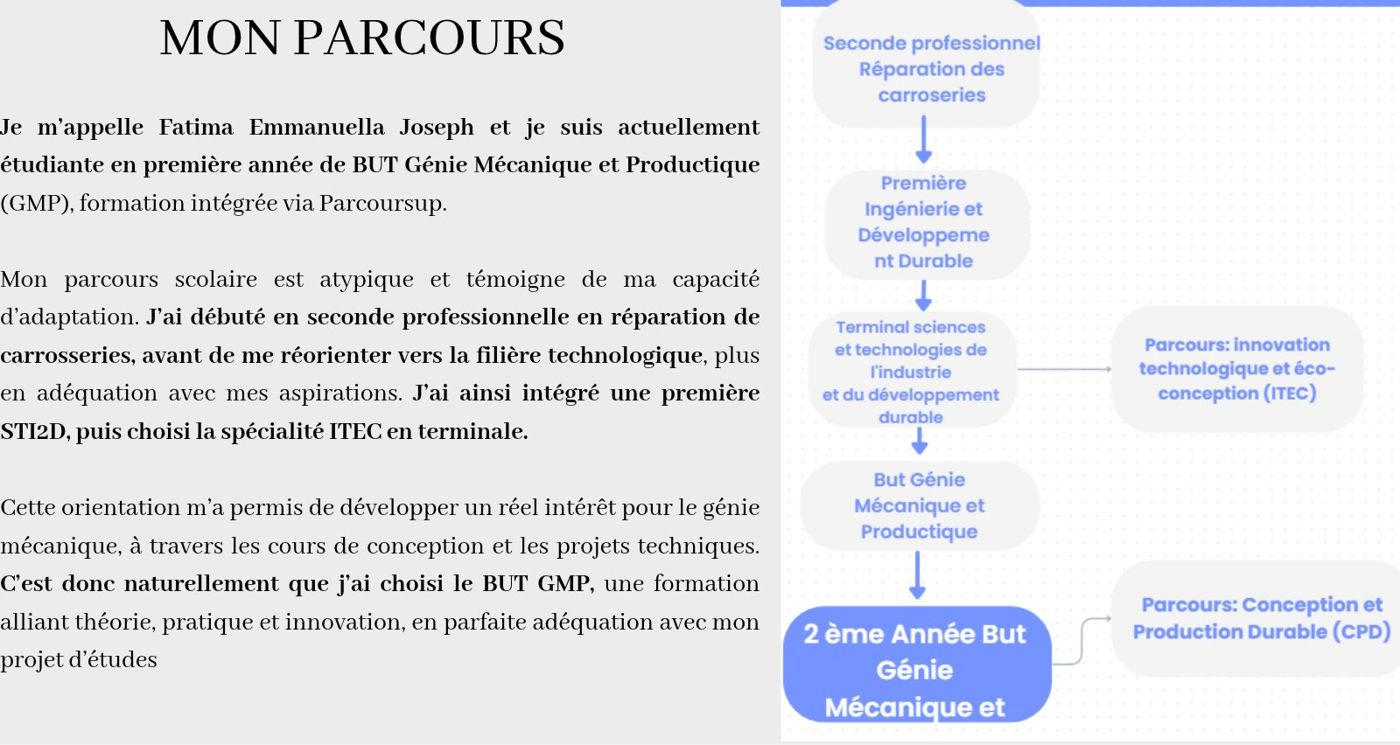 MON PARCOURS
Je m’appelle Fatima Emmanuella Joseph et je suis actuellement
étudiante en première année de BUT Génie Mécanique et Productique
(GMP), formation intégrée via Parcoursup.
Mon parcours scolaire est atypique et témoigne de ma capacité
d’adaptation. J’ai débuté en seconde professionnelle en réparation de
carrosseries, avant de me réorienter vers la filière technologique, plus
en adéquation avec mes aspirations. J’ai ainsi intégré une première
STI2D, puis choisi la spécialité ITEC en terminale.
Cette orientation m’a permis de développer un réel intérêt pour le génie
mécanique, à travers les cours de conception et les projets techniques.
C’est donc naturellement que j’ai choisi le BUT GMP, une formation
alliant théorie, pratique et innovation, en parfaite adéquation avec mon
projet d’études
Seconde professionnel
Réparation des
carroseries
Première
Ingénierie et
Développeme
nt Durable
Terminal sciences
et technologies de
l'industrie
et du développement
durable
Parcours: innovation
technologique et éco-
conception (ITEC)
But Génie
Mécanique et
Productique
2 ème Année But
Génie
Mécanique et
Parcours: Conception et
Production Durable (CPD)